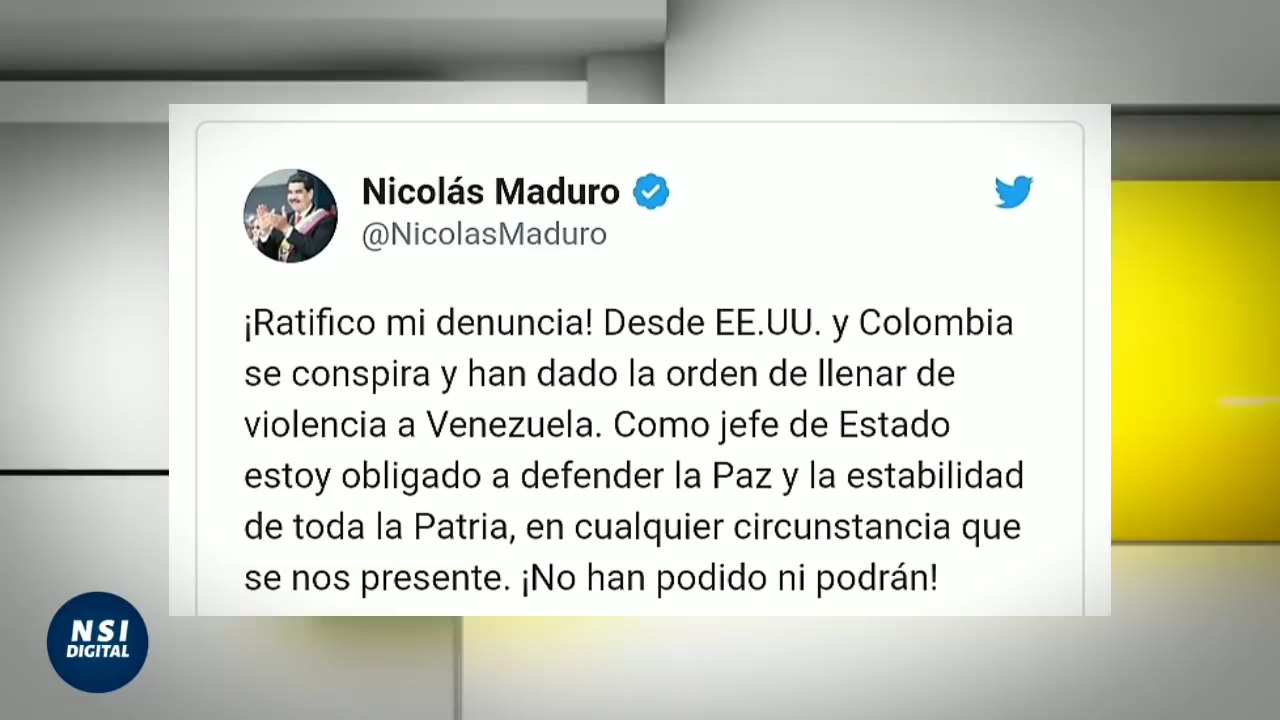 Nicolás Maduro
@NicolasMaduro
¡Ratifico mi denuncia! Desde EE.UU. y Colombia
se conspira y han dado la orden de llenar de
violencia a Venezuela. Como jefe de Estado
estoy obligado a defender la Paz y la estabilidad
de toda la Patria, en cualquier circunstancia que
se nos presente. ¡No han podido ni podrán!
NSI
DIGITAL